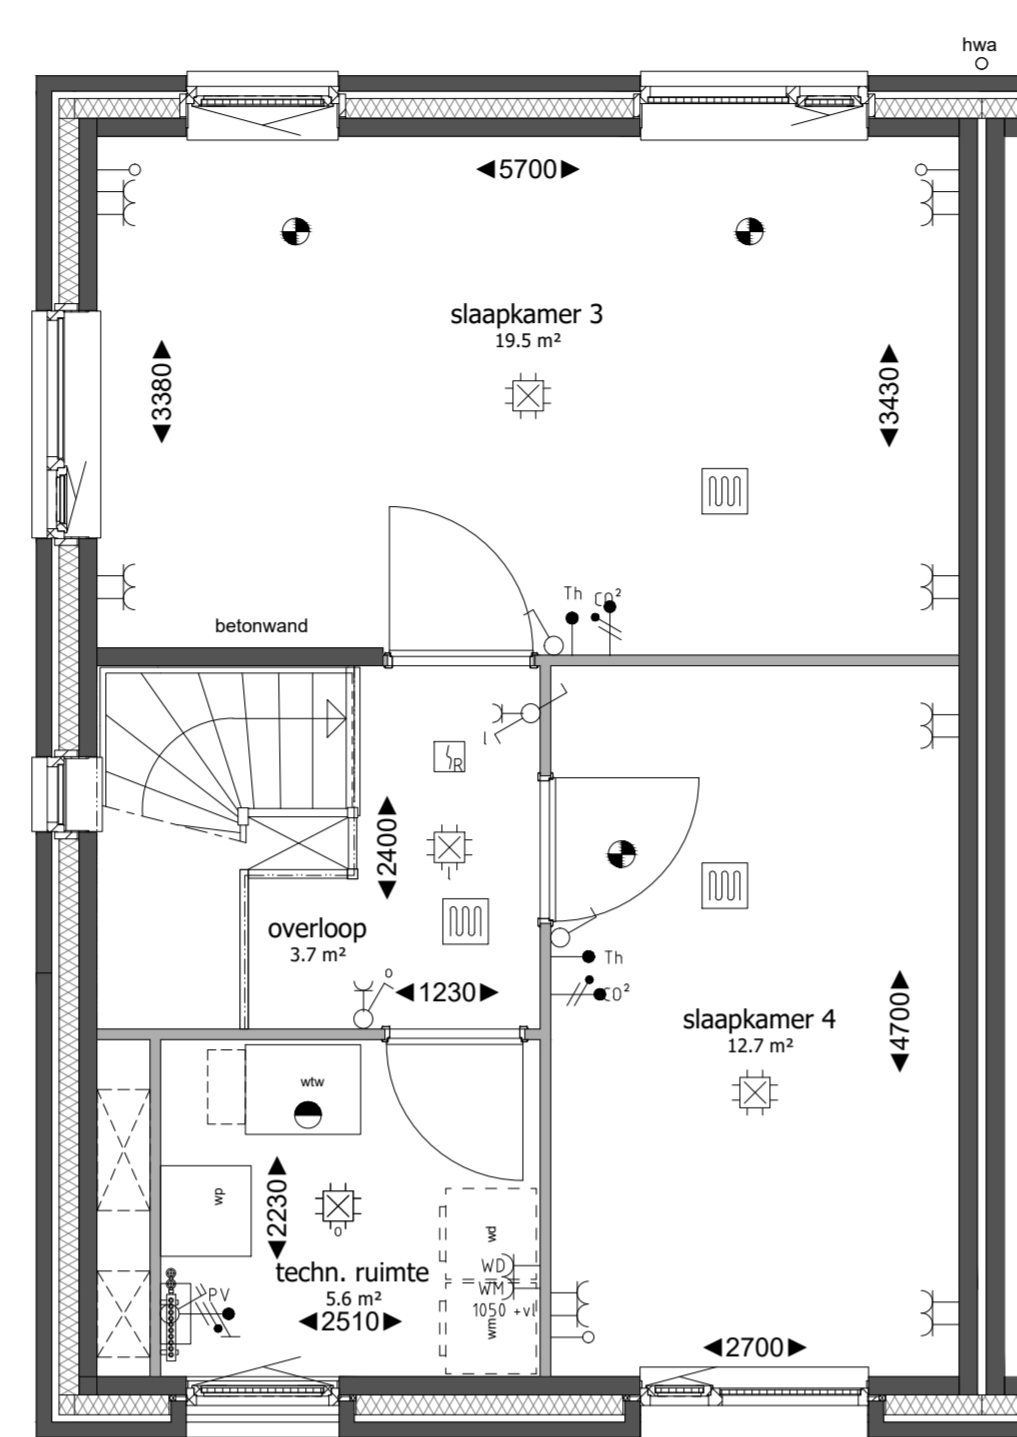 hwa
5700
slaapkamer 3
19.5 m²
3380
3430
Th
CO²
betonwand
l
R
2400
l
overloop
3.7 m²
Th
o
1230
CO²
slaapkamer 4
12.7 m²
4700
wtw
wp
2230
o
wd
WD
techn. ruimte
PV
WM
5.6 m²
1050 +vl
2510
wm
2700